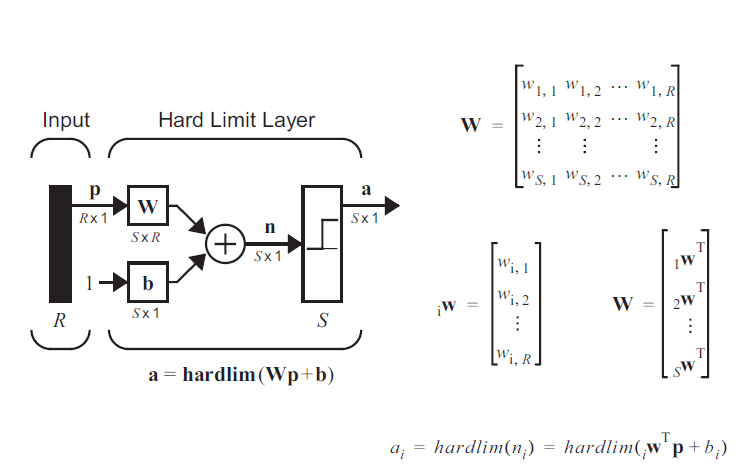 Input
Hard Limit Layer
p
R x 1
W
S x R
1
b
S x 1
+
n
S x 1
a
S x 1
R
S
a = hardlim(Wp+b)
W =
w1, 1 w1, 2 ⋯ w1, R
w2, 1 w2, 2 ⋯ w2, R
⋮ ⋮ ⋮
wS, 1 wS, 2 ⋯ wS, R
iw =
wi, 1
wi, 2
⋮
wi, R
W =
1wT
2wT
⋮
SwT
ai = hardlim(ni) = hardlim(iwTp + bi)